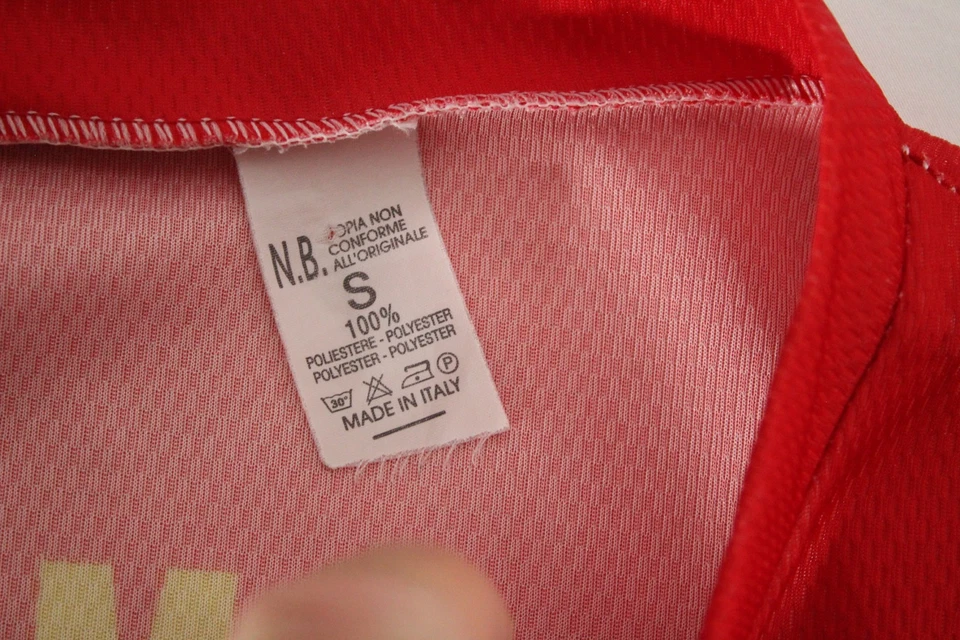 COPIA NON
CONFORME
N.B. ALL'ORIGINALE
S
100%
POLIESTERE - POLYESTER
POLYESTER - POLYESTER
30° P
MADE IN ITALY